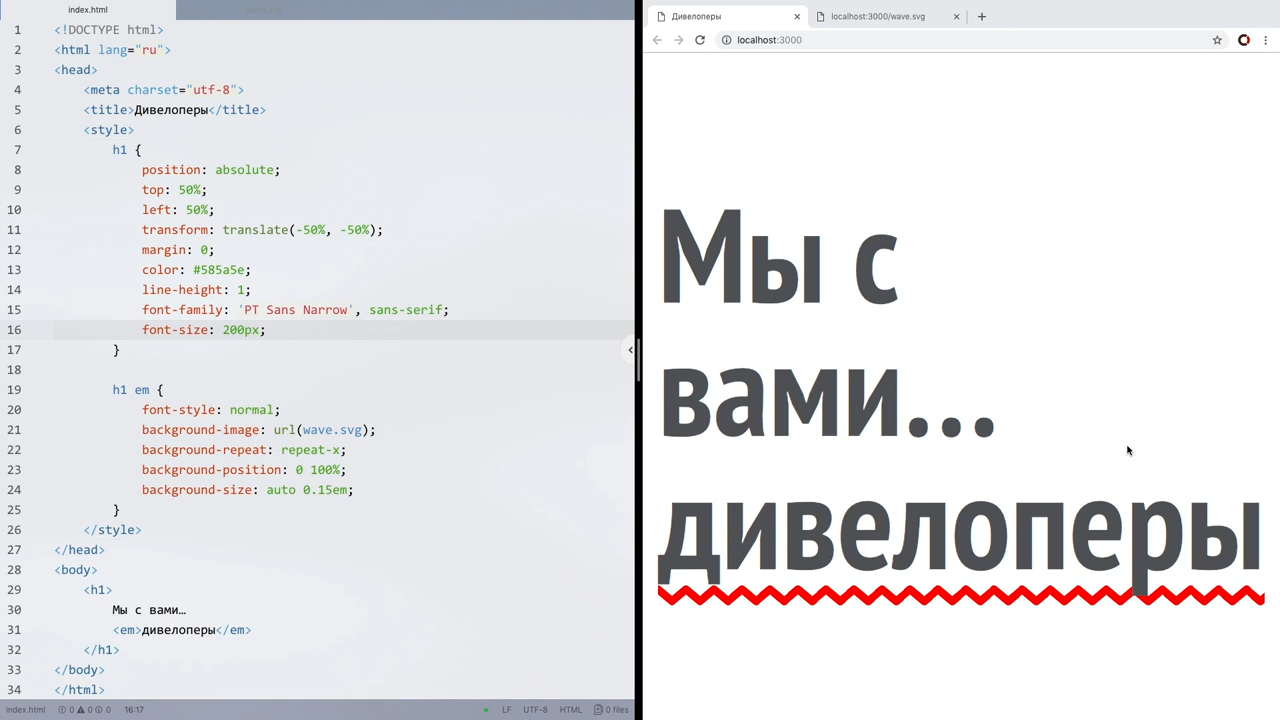 index.html
1 <!DOCTYPE html>
2 <html lang="ru">
3 <head>
4 <meta charset="utf-8">
5 <title>Дивелоперы</title>
6 <style>
7 h1 {
8 position: absolute;
9 top: 50%;
10 left: 50%;
11 transform: translate(-50%, -50%);
12 margin: 0;
13 color: #585a5e;
14 line-height: 1;
15 font-family: 'PT Sans Narrow', sans-serif;
16 font-size: 200px;
17 }
18
19 h1 em {
20 font-style: normal;
21 background-image: url(wave.svg);
22 background-repeat: repeat-x;
23 background-position: 0 100%;
24 background-size: auto 0.15em;
25 }
26 </style>
27 </head>
28 <body>
29 <h1>
30 Мы с вами…
31 <em>дивелоперы</em>
32 </h1>
33 </body>
34 </html>
index.html 0 0 0 16:17 LF UTF-8 HTML 0 files
Дивелоперы localhost:3000/wave.svg
localhost:3000
Мы с
вами…
дивелоперы